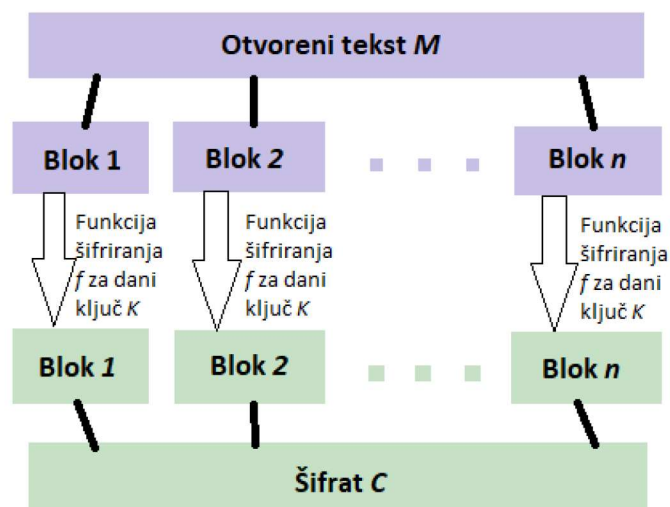 Otvoreni tekst M
Blok 1
Blok 2
Blok n
Funkcija
šifriranja
f za dani
ključ K
Funkcija
šifriranja
f za dani
ključ K
Funkcija
šifriranja
f za dani
ključ K
Blok 1
Blok 2
Blok n
Šifrat C